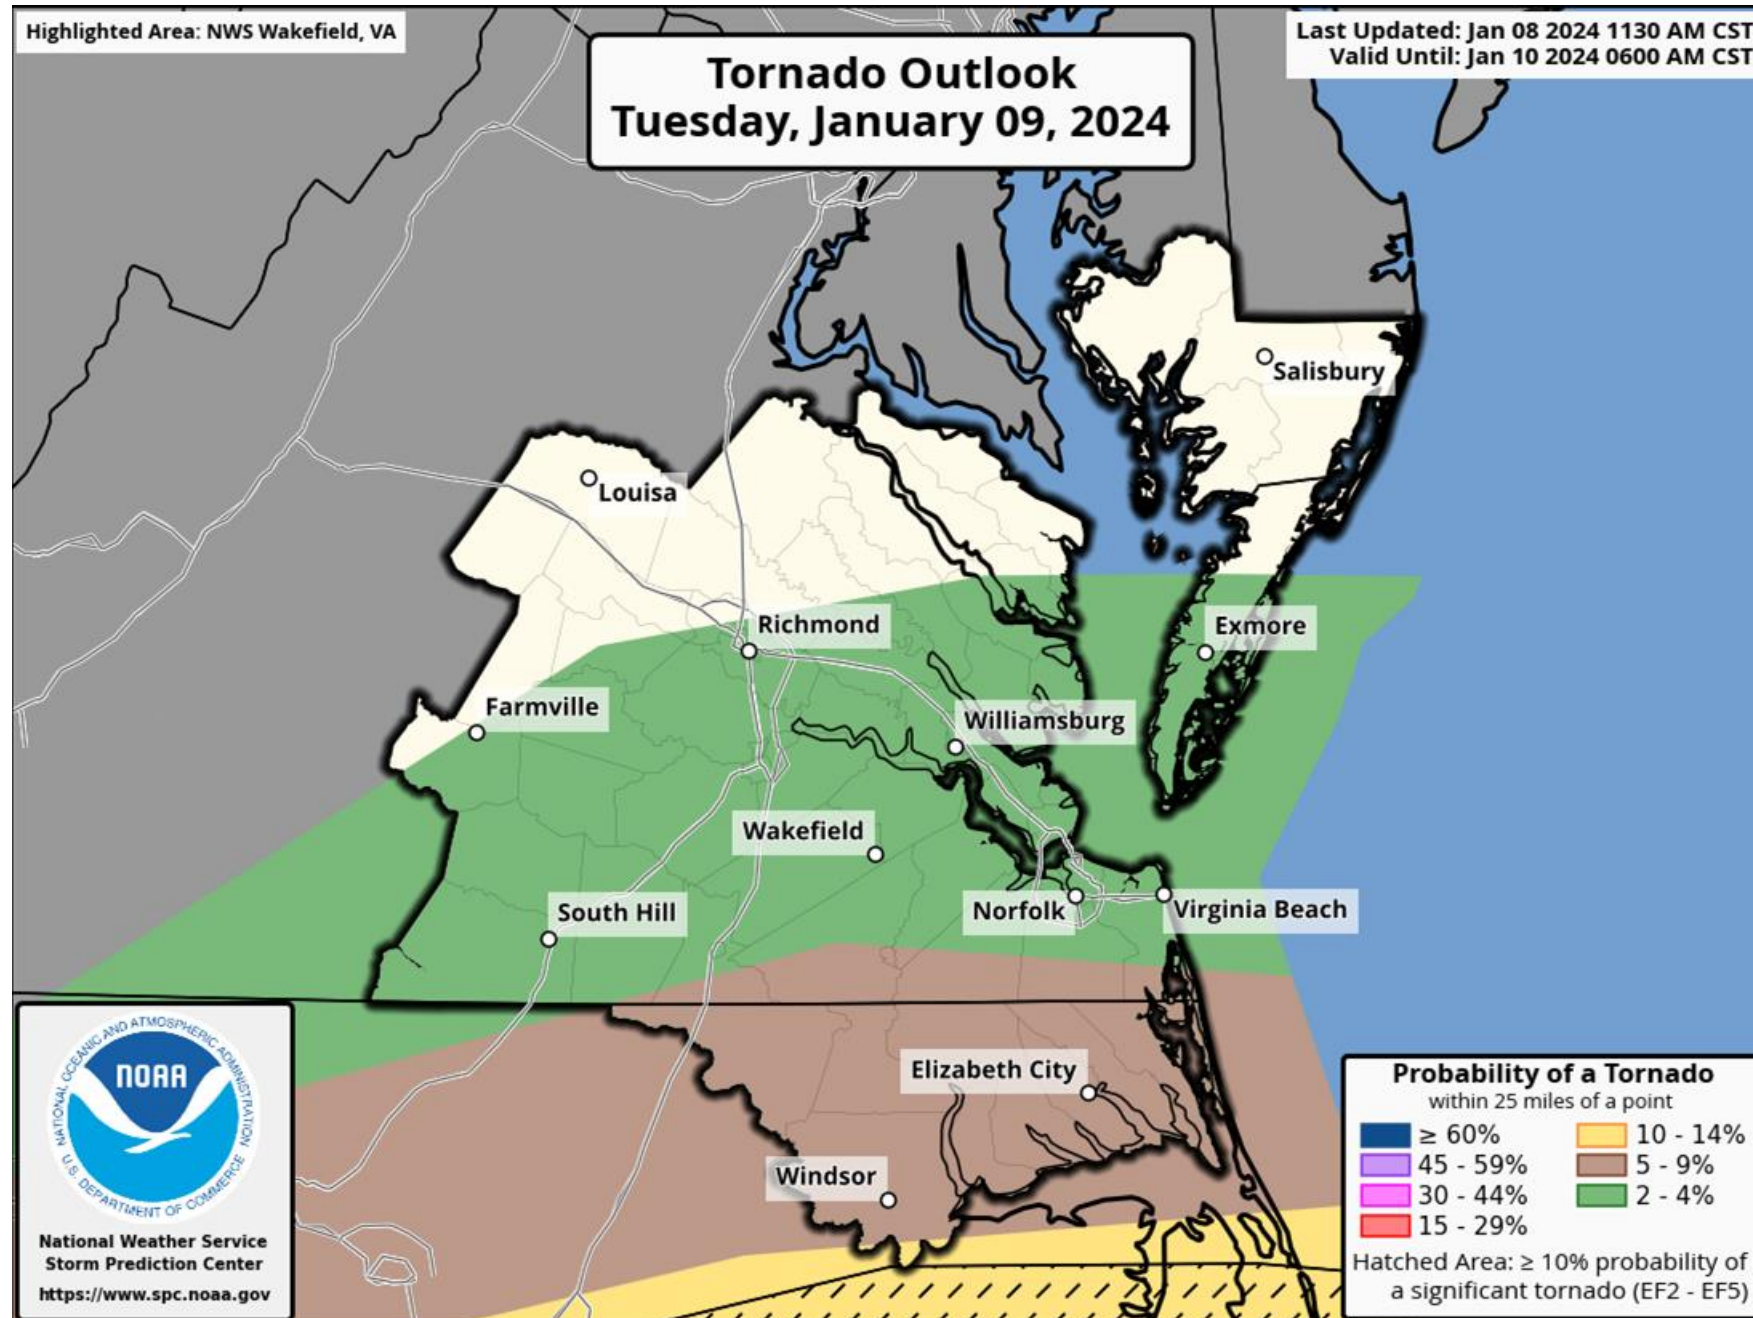 Highlighted Area: NWS Wakefield, VA
Tornado Outlook
Tuesday, January 09, 2024
Last Updated: Jan 08 2024 1130 AM CST
Valid Until: Jan 10 2024 0600 AM CST
Salisbury
Louisa
Richmond
Exmore
Farmville
Williamsburg
Wakefield
South Hill
Norfolk
Virginia Beach
Elizabeth City
Windsor
NATIONAL OCEANIC AND ATMOSPHERIC ADMINISTRATION
NOAA
U.S. DEPARTMENT OF COMMERCE
National Weather Service
Storm Prediction Center
https://www.spc.noaa.gov
Probability of a Tornado
within 25 miles of a point
≥ 60%
45 - 59%
30 - 44%
15 - 29%
10 - 14%
5 - 9%
2 - 4%
Hatched Area: ≥ 10% probability of
a significant tornado (EF2 - EF5)